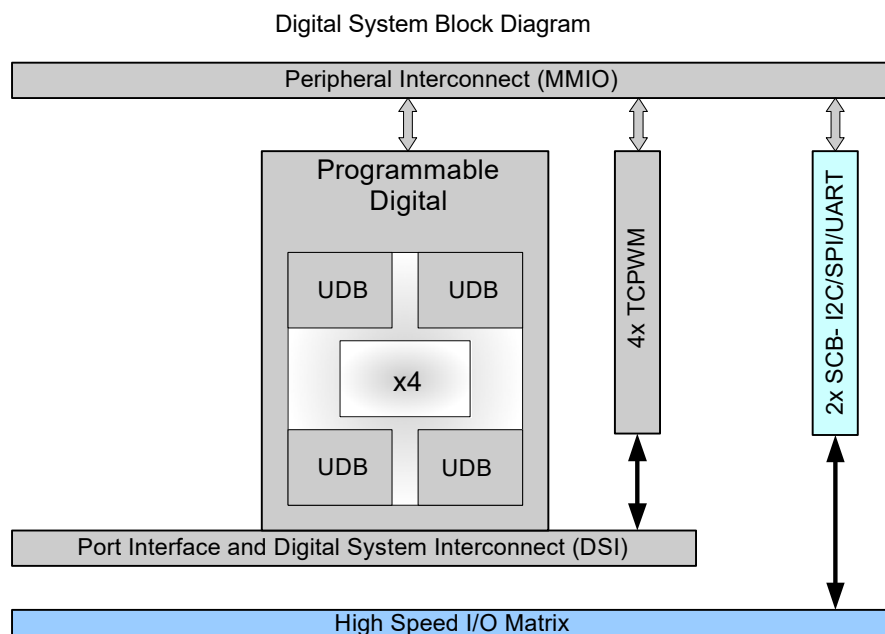 Digital System Block Diagram
Peripheral Interconnect (MMIO)
Programmable
Digital
UDB
UDB
x4
UDB
UDB
4x TCPWM
2x SCB- I2C/SPI/UART
Port Interface and Digital System Interconnect (DSI)
High Speed I/O Matrix